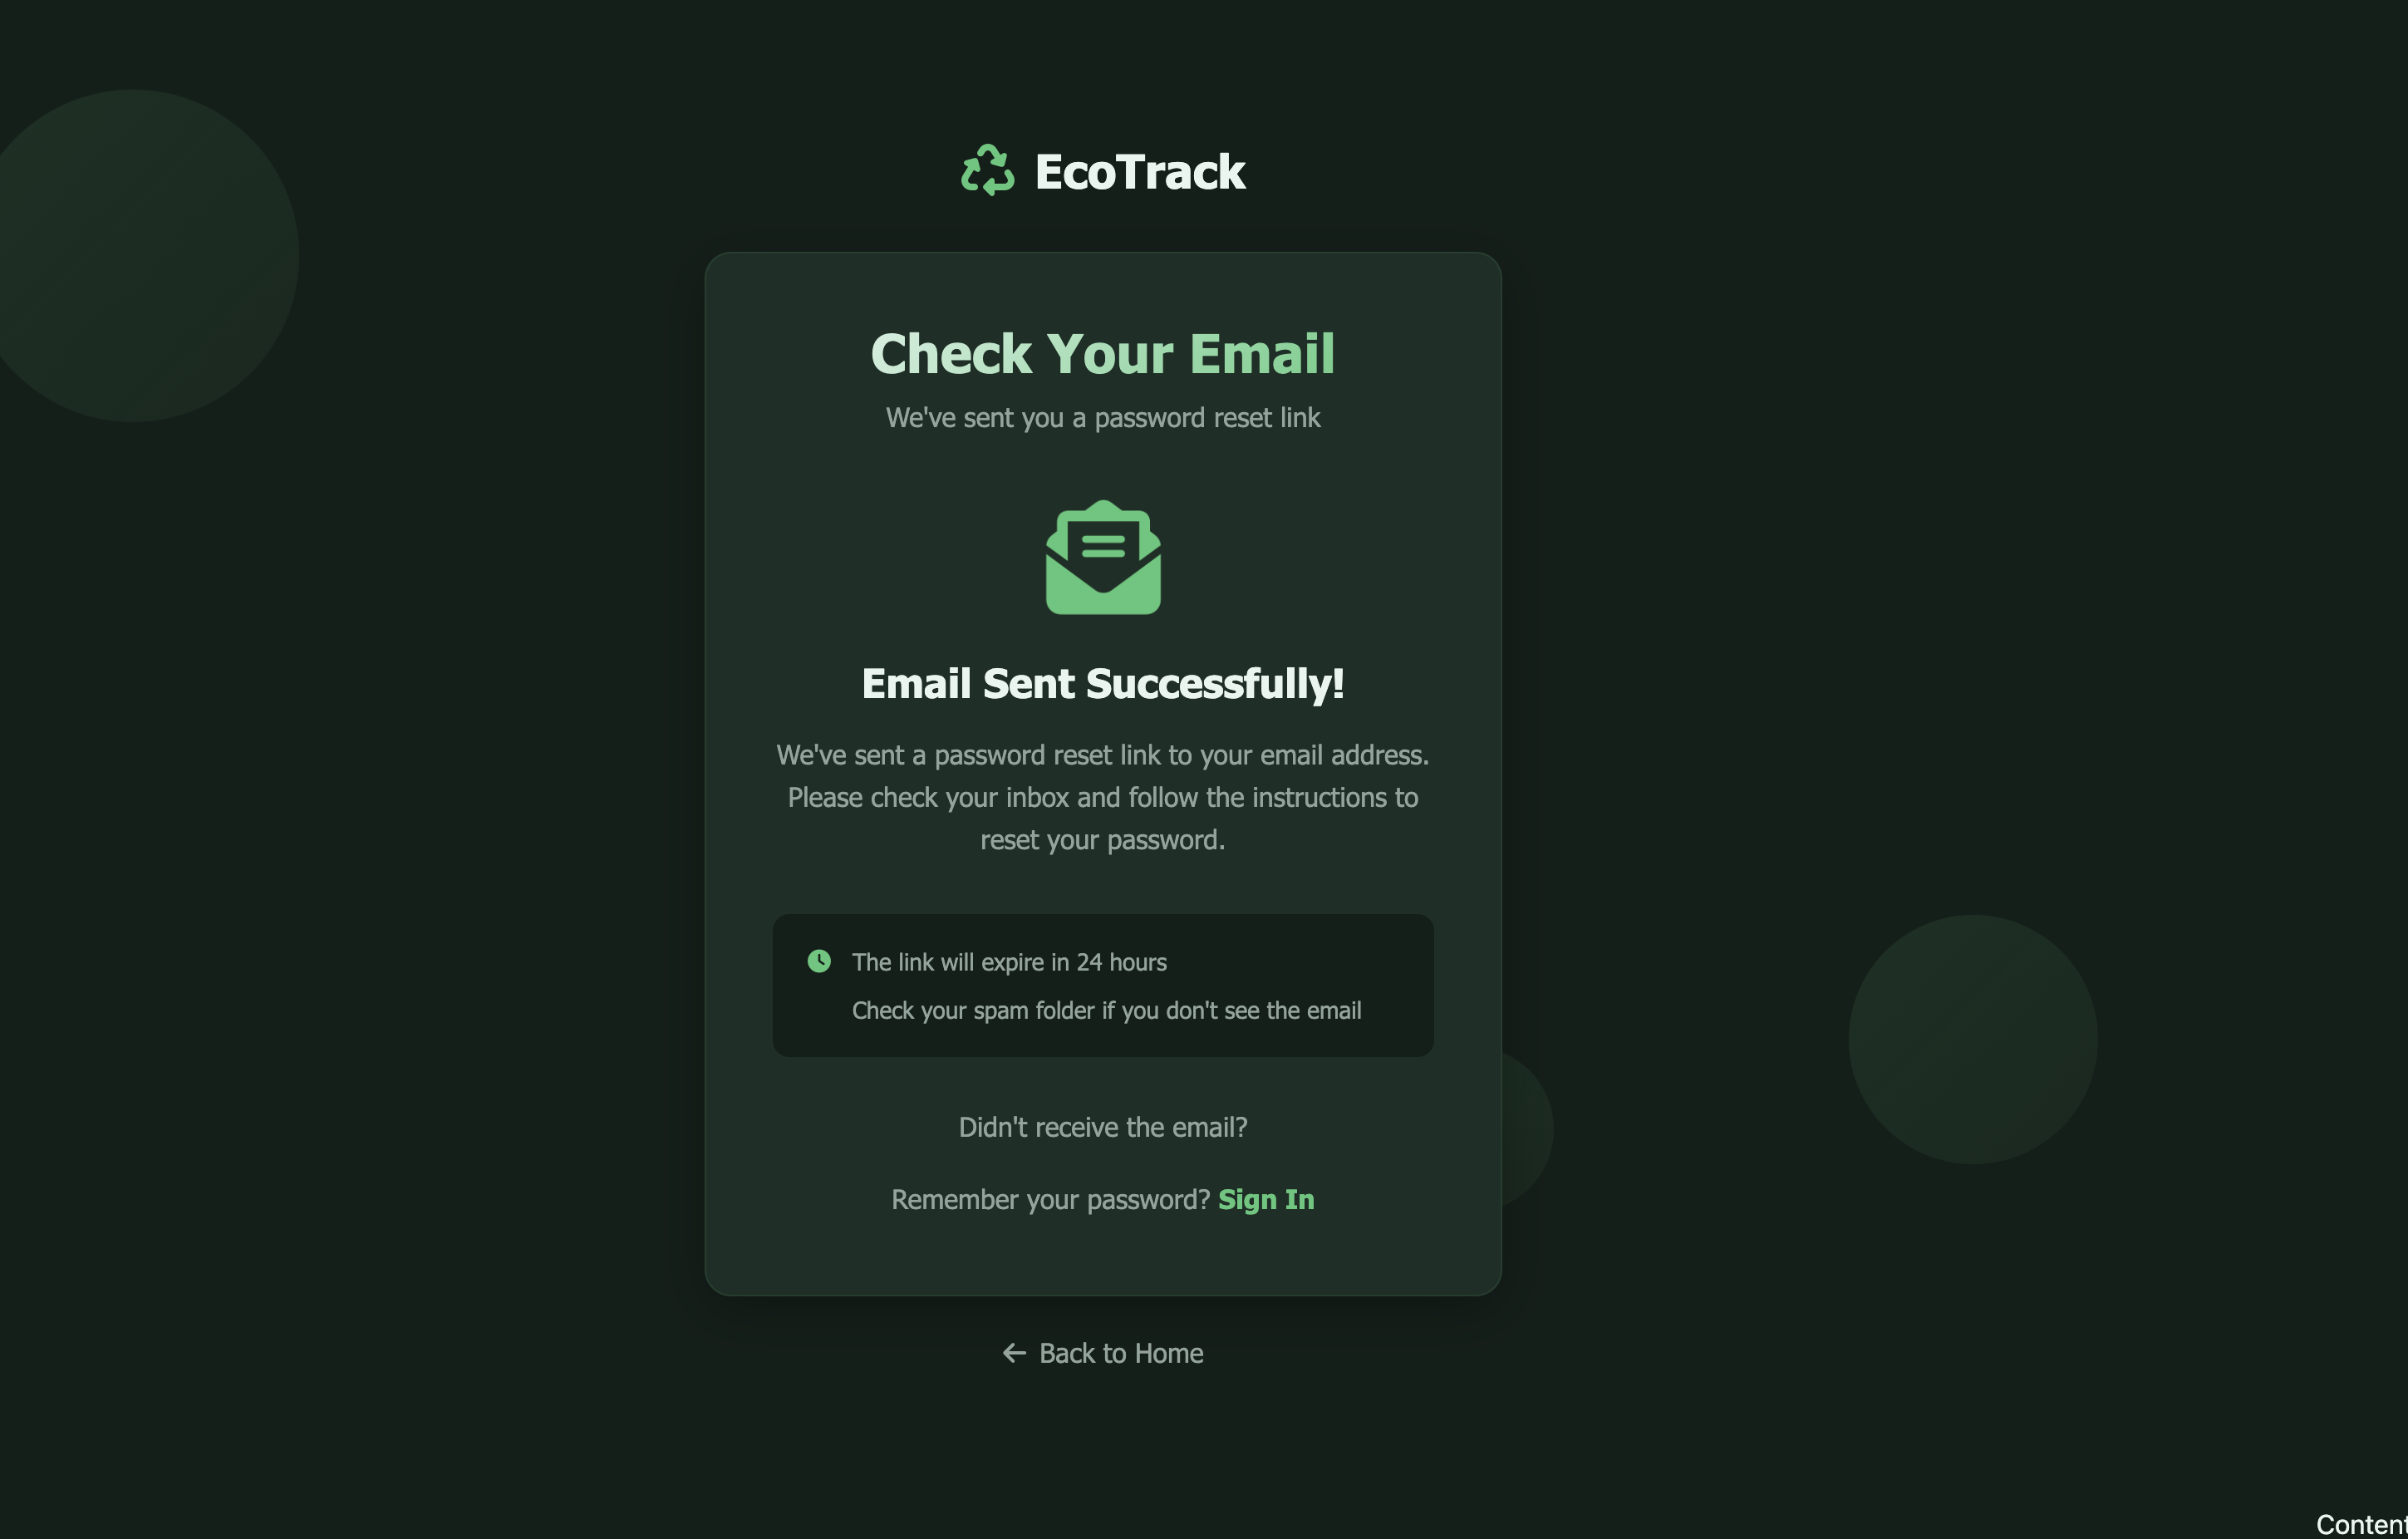 EcoTrack
Check Your Email
We've sent you a password reset link
Email Sent Successfully!
We've sent a password reset link to your email address.
Please check your inbox and follow the instructions to
reset your password.
The link will expire in 24 hours
Check your spam folder if you don't see the email
Didn't receive the email?
Remember your password? Sign In
Back to Home
Content